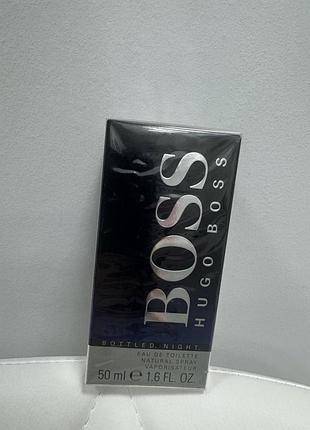 BOSS
HUGO BOSS
BOTTLED. NIGHT.
EAU DE TOILETTE
NATURAL SPRAY
VAPORISATEUR
50 ml ℮ 1.6 FL. OZ.